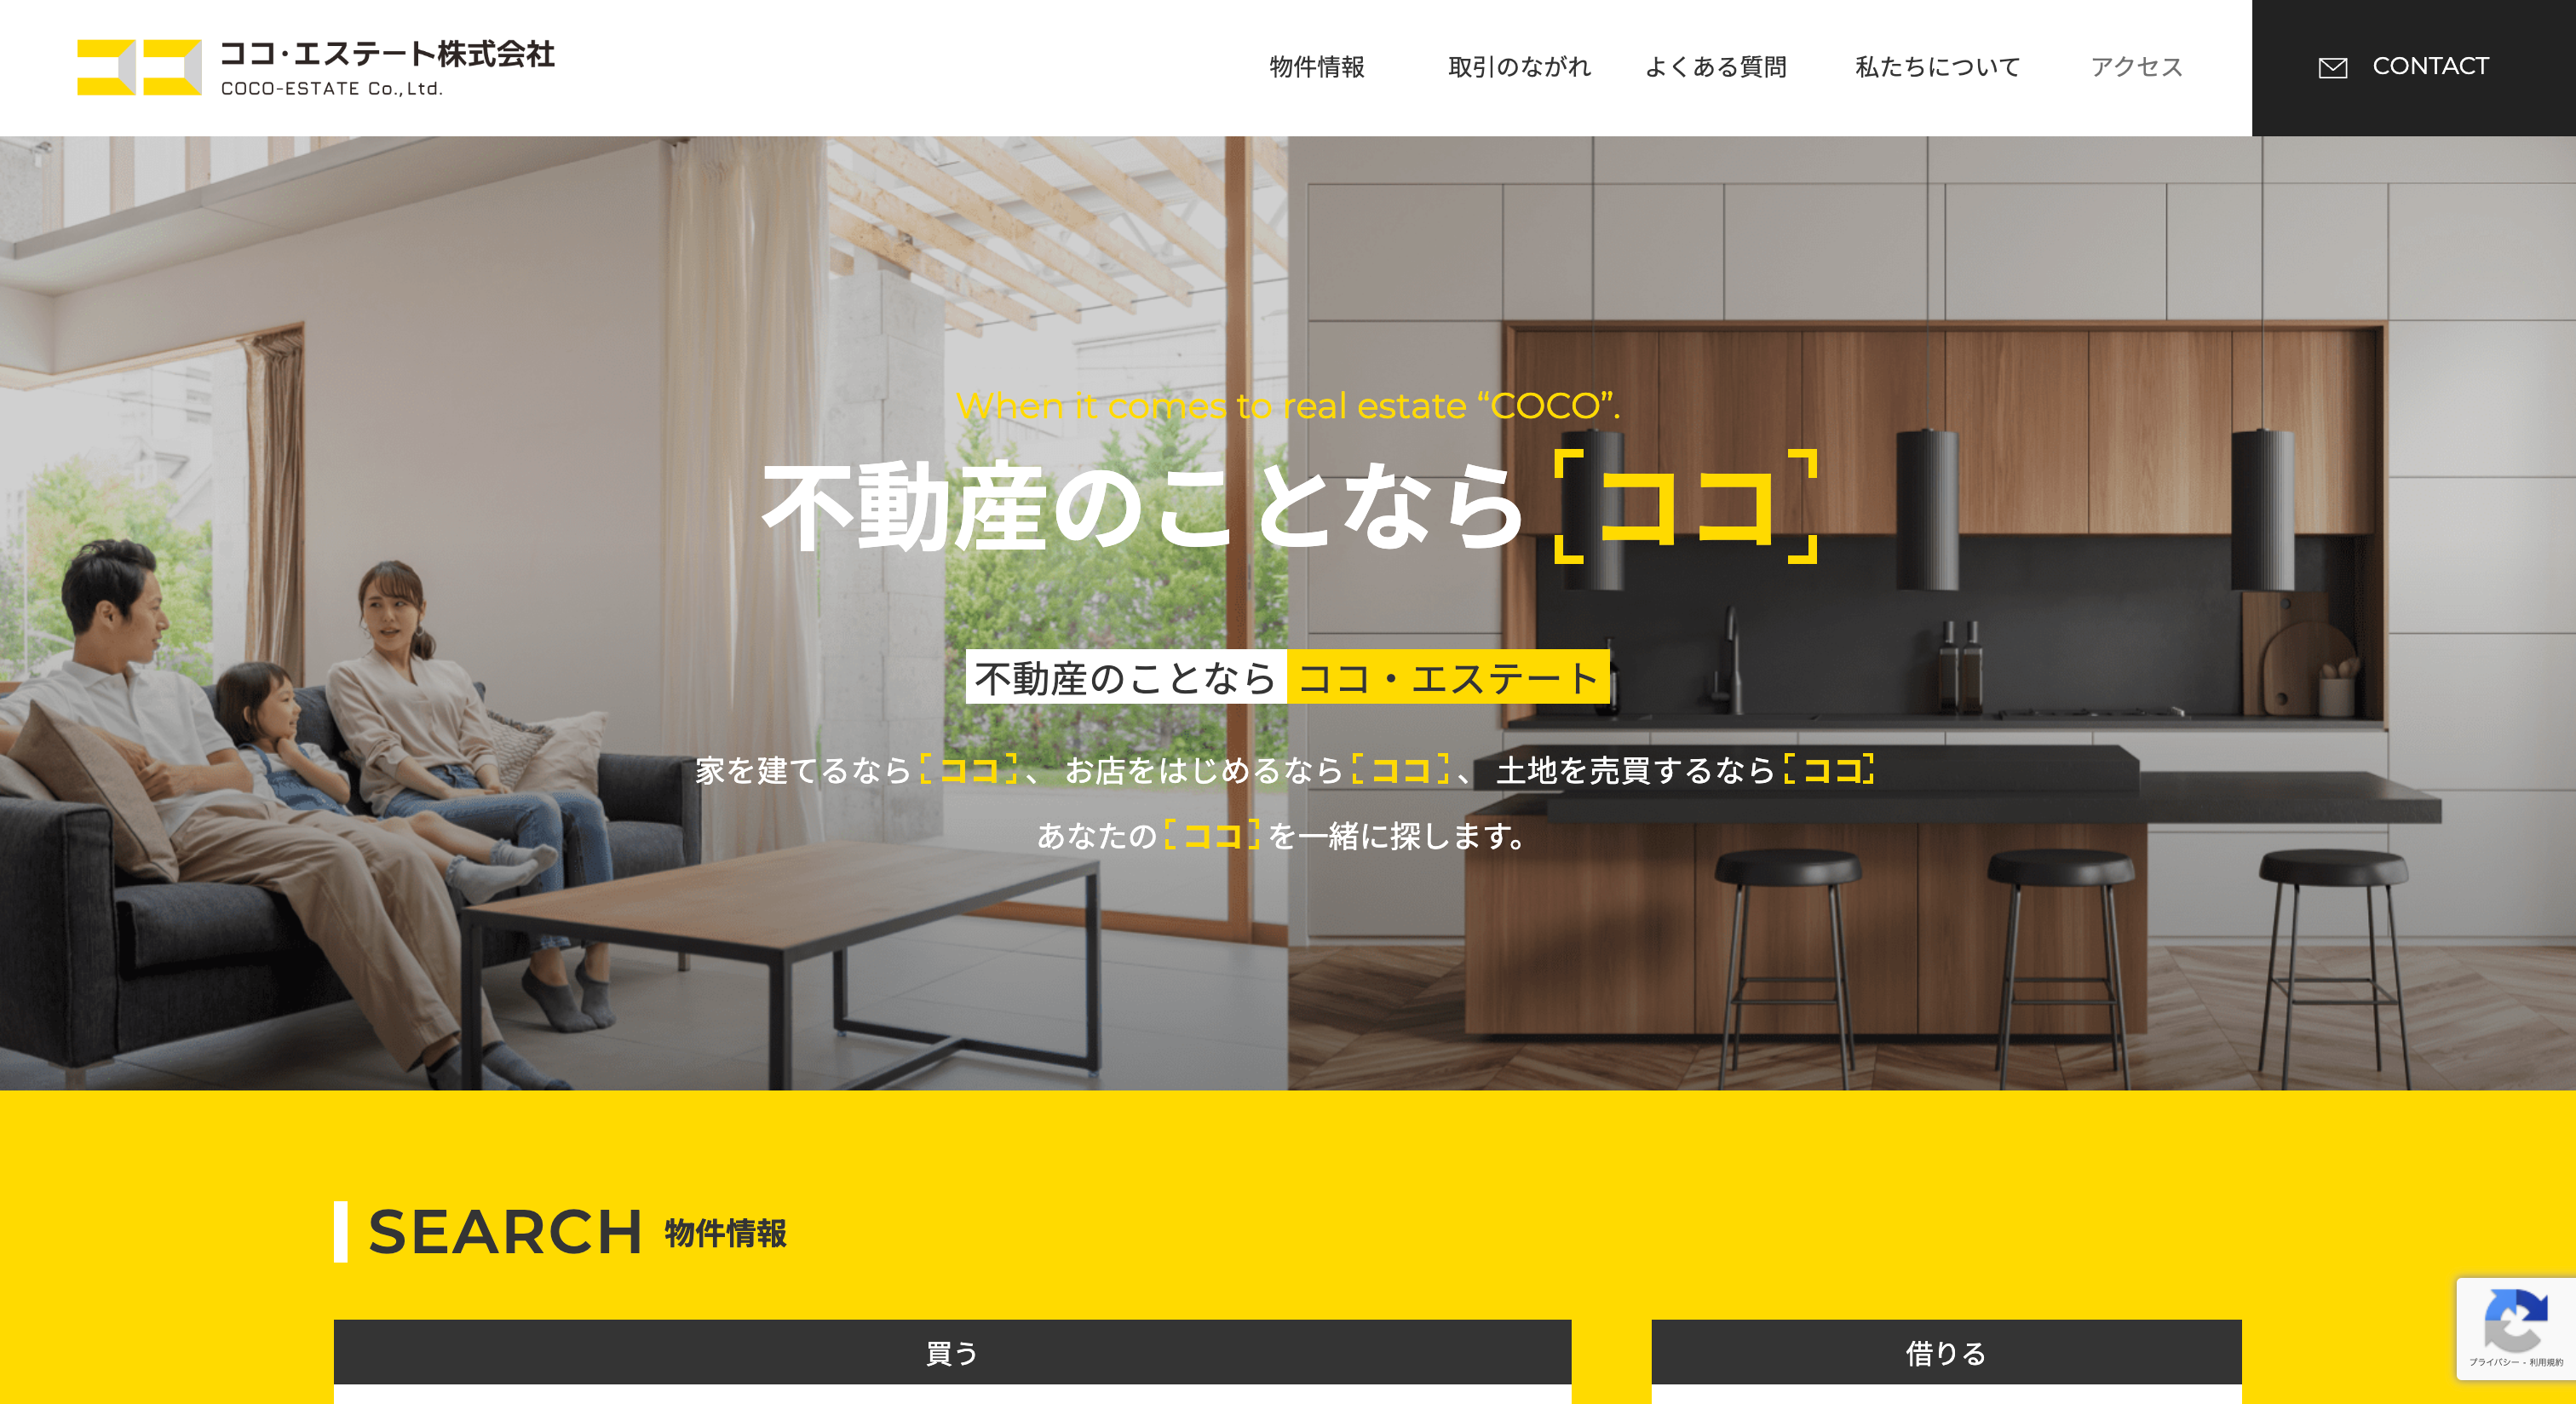 ココ・エステート株式会社
COCO-ESTATE Co., Ltd.
物件情報 取引のながれ よくある質問 私たちについて アクセス CONTACT
When it comes to real estate “COCO”.
不動産のことなら ココ
不動産のことなら ココ・エステート
家を建てるなら ココ 、 お店をはじめるなら ココ 、 土地を売買するなら ココ
あなたの ココ を一緒に探します。
SEARCH 物件情報
買う 借りる
プライバシー - 利用規約